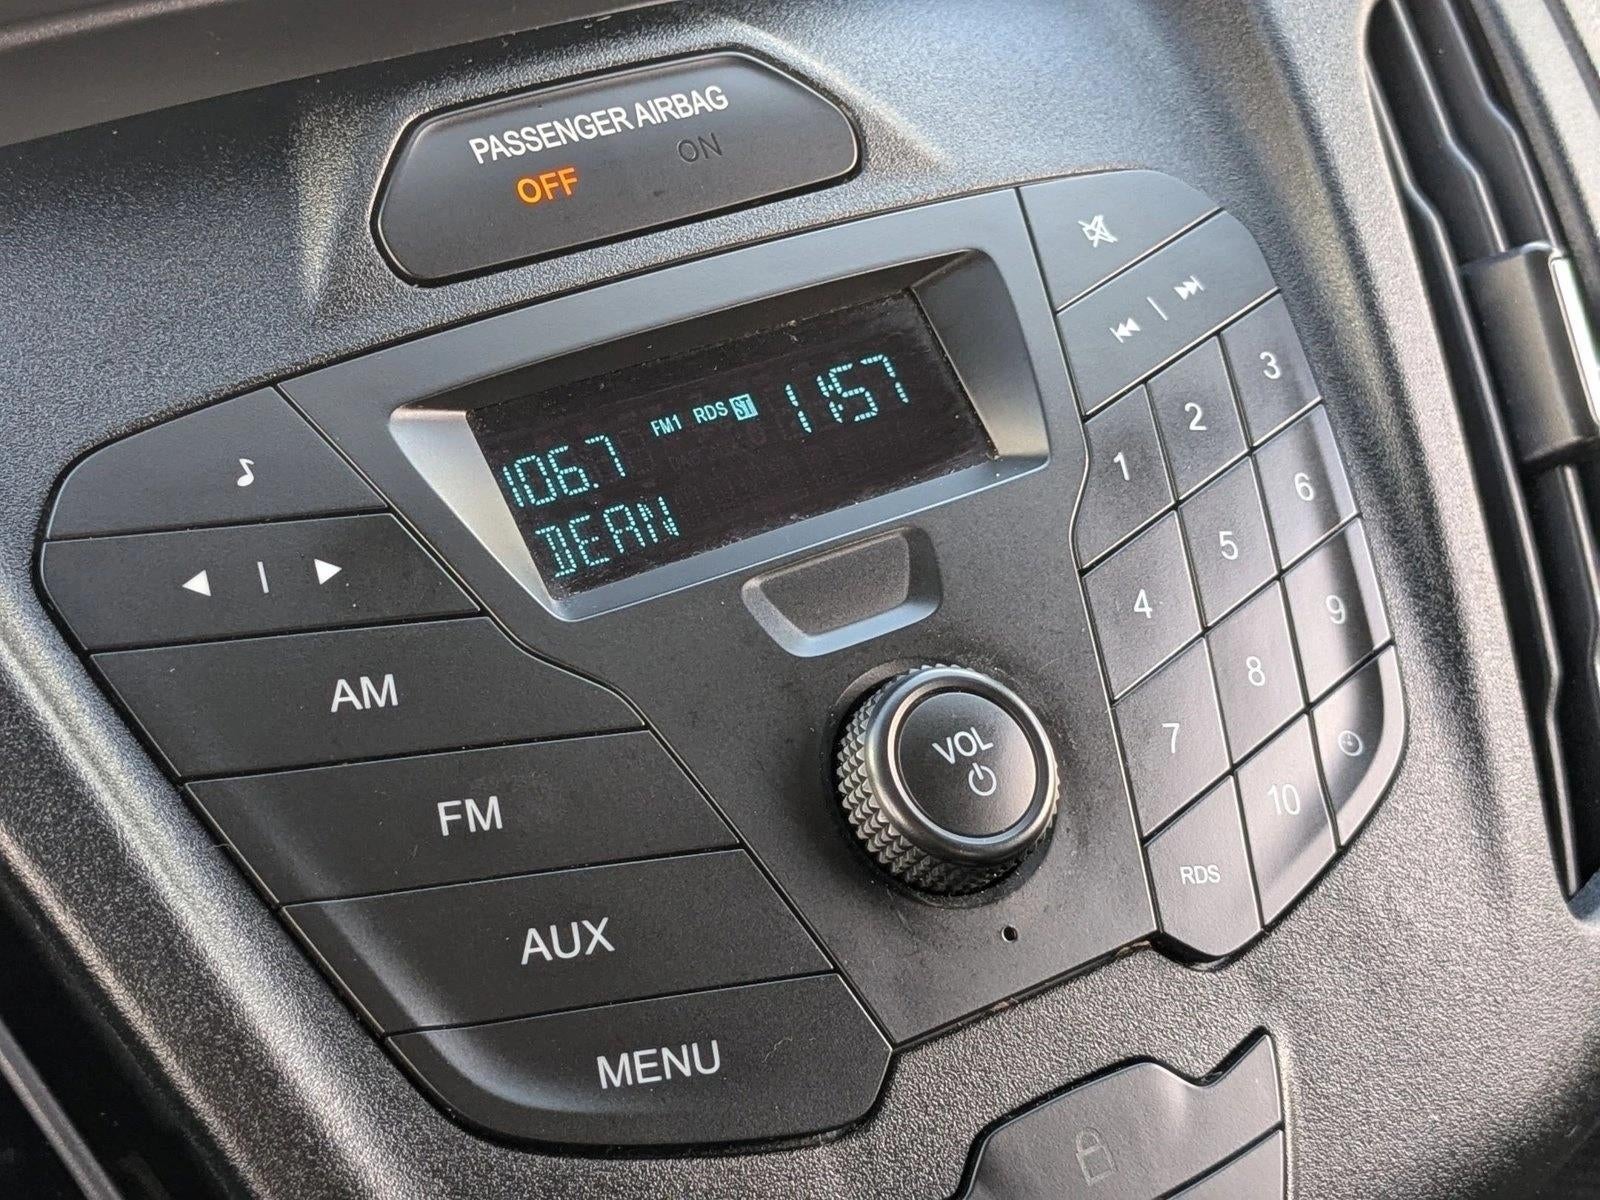 PASSENGER AIRBAG
OFF ON
106.7 FM1 RDS ST 11:57
DEAN
AM
FM
AUX
MENU
VOL
1 2 3
4 5 6
7 8 9
RDS 10